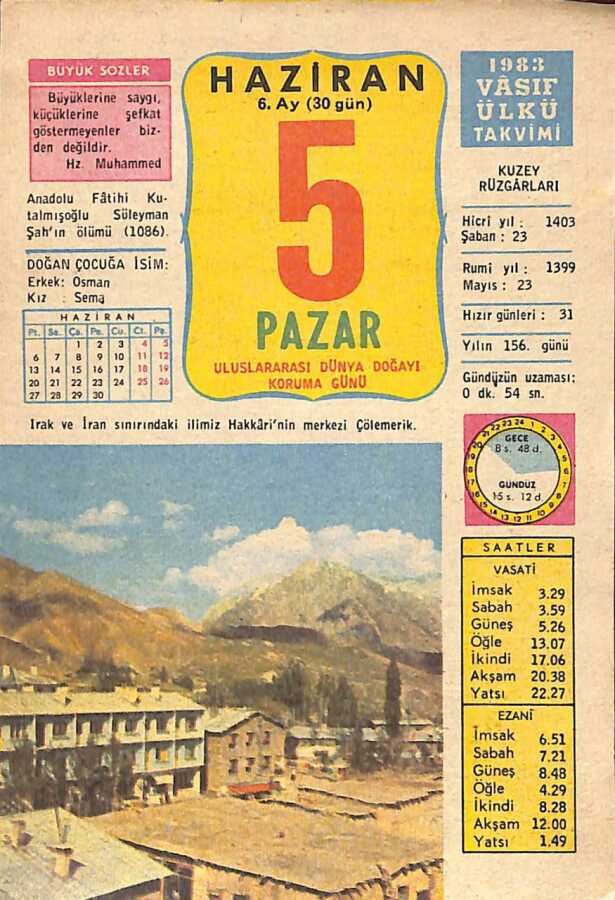 BÜYÜK SÖZLER
Büyüklerine saygı,
küçüklerine şefkat
göstermeyenler biz-
den değildir.
Hz. Muhammed
Anadolu Fâtihi Ku-
talmışoğlu Süleyman
Şah'ın ölümü (1086).
DOĞAN ÇOCUĞA İSİM:
Erkek: Osman
Kız : Sema
HAZİRAN
Pt. Sa. Ça. Pe. Cu. Ct. Pa.
1 2 3 4 5
6 7 8 9 10 11 12
13 14 15 16 17 18 19
20 21 22 23 24 25 26
27 28 29 30
HAZİRAN
6. Ay (30 gün)
5
PAZAR
ULUSLARARASI DÜNYA DOĞAYI
KORUMA GÜNÜ
1983
VÂSIF
ÜLKÜ
TAKVİMİ
KUZEY
RÜZGÂRLARI
Hicrî yıl : 1403
Şaban : 23
Rumî yıl : 1399
Mayıs : 23
Hızır günleri : 31
Yılın 156. günü
Gündüzün uzaması:
0 dk. 54 sn.
Irak ve İran sınırındaki ilimiz Hakkâri'nin merkezi Çölemerik.
GECE
8 s. 48 d.
GÜNDÜZ
15 s. 12 d.
SAATLER
VASATİ
İmsak 3.29
Sabah 3.59
Güneş 5.26
Öğle 13.07
İkindi 17.06
Akşam 20.38
Yatsı 22.27
EZANİ
İmsak 6.51
Sabah 7.21
Güneş 8.48
Öğle 4.29
İkindi 8.28
Akşam 12.00
Yatsı 1.49